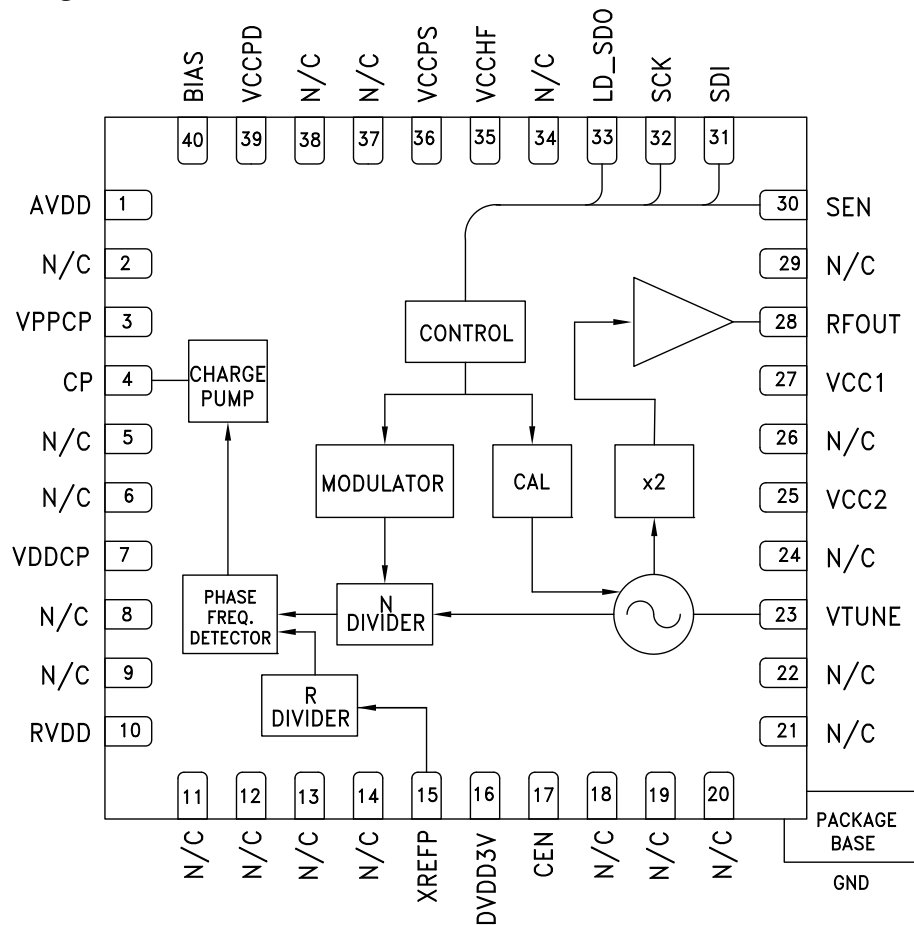 BIAS
VCCPD
N/C
N/C
VCCPS
VCCHF
N/C
LD_SDO
SCK
SDI
40
39
38
37
36
35
34
33
32
31
AVDD
1
30
SEN
N/C
2
29
N/C
VPPCP
3
CONTROL
28
RFOUT
CP
4
CHARGE
PUMP
27
VCC1
N/C
5
26
N/C
N/C
6
MODULATOR
CAL
x2
25
VCC2
VDDCP
7
24
N/C
N/C
8
PHASE
FREQ.
DETECTOR
N
DIVIDER
23
VTUNE
N/C
9
22
N/C
R
DIVIDER
RVDD
10
21
N/C
11
12
13
14
15
16
17
18
19
20
N/C
N/C
N/C
N/C
XREFP
DVDD3V
CEN
N/C
N/C
N/C
PACKAGE
BASE
GND